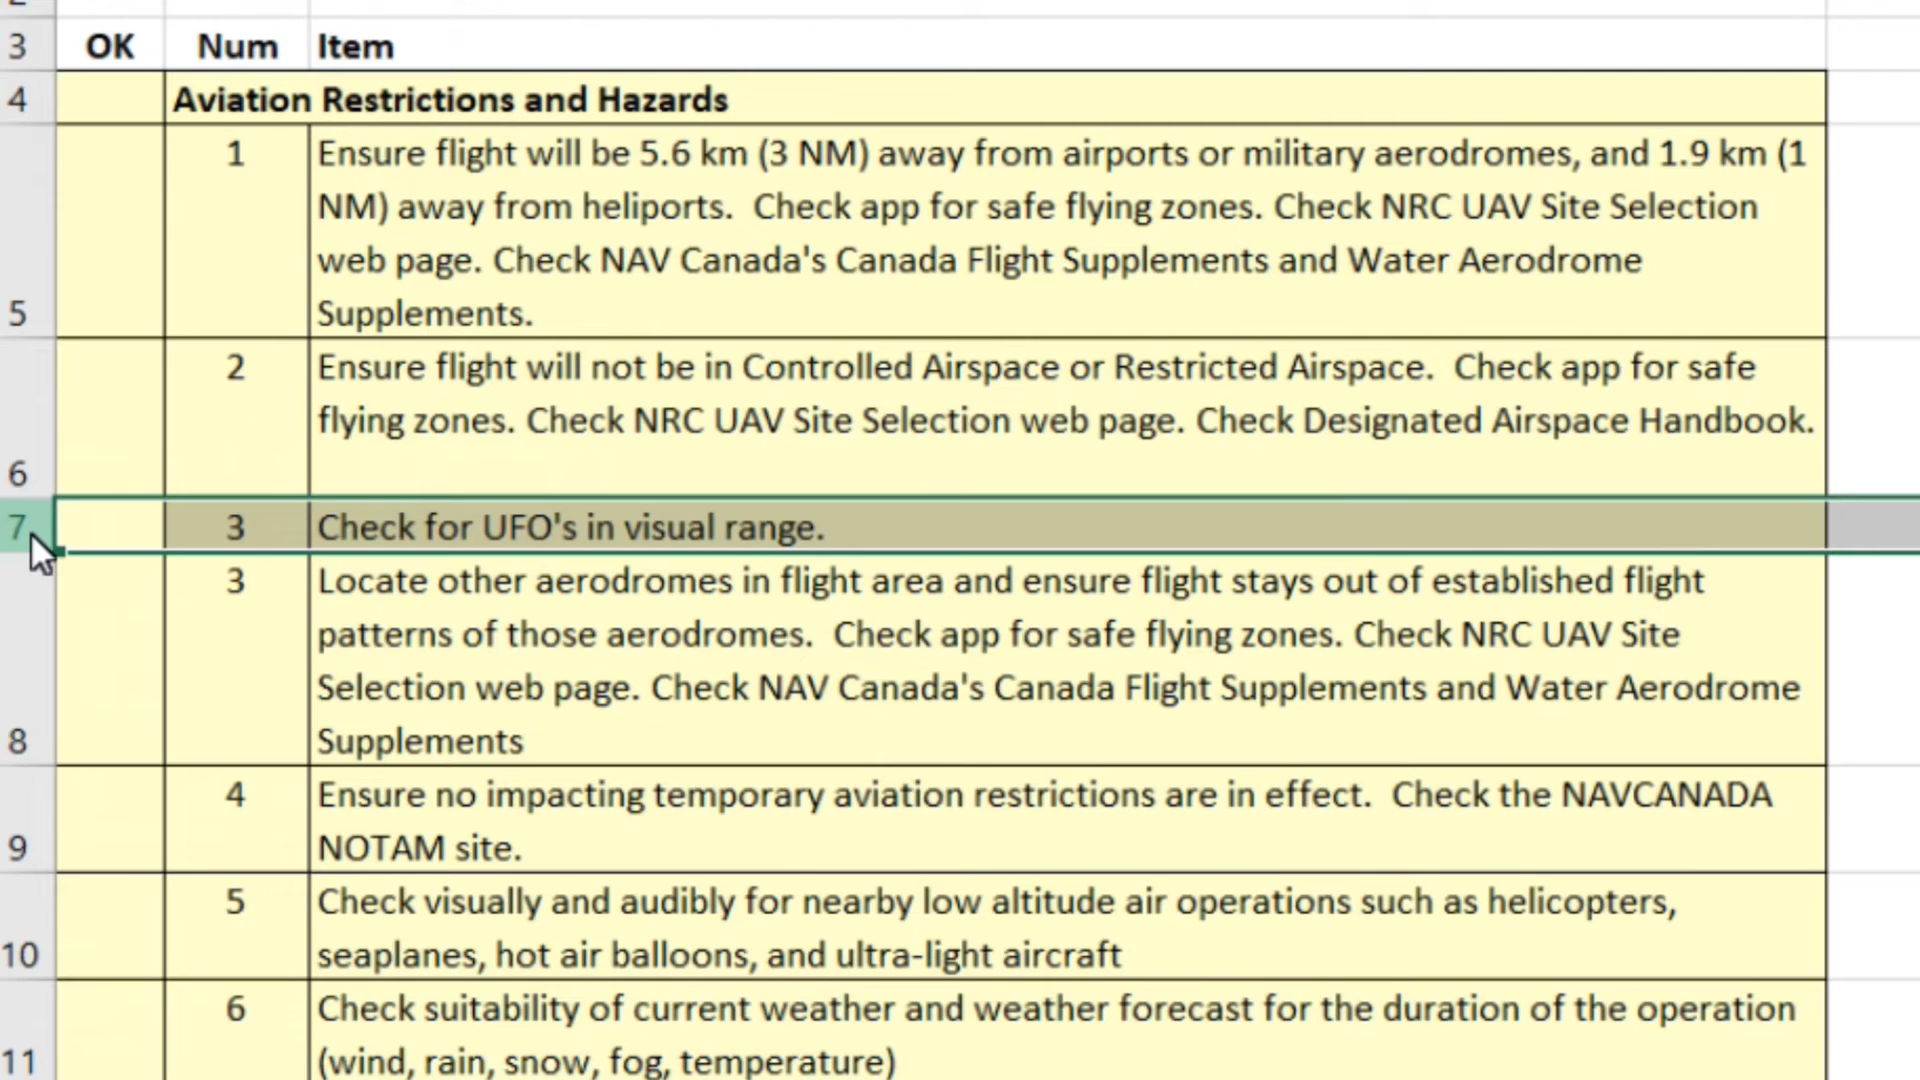 3 OK Num Item
4 Aviation Restrictions and Hazards
1 Ensure flight will be 5.6 km (3 NM) away from airports or military aerodromes, and 1.9 km (1
NM) away from heliports.  Check app for safe flying zones. Check NRC UAV Site Selection
web page. Check NAV Canada's Canada Flight Supplements and Water Aerodrome
5 Supplements.
2 Ensure flight will not be in Controlled Airspace or Restricted Airspace.  Check app for safe
flying zones. Check NRC UAV Site Selection web page. Check Designated Airspace Handbook.
6
7 3 Check for UFO's in visual range.
3 Locate other aerodromes in flight area and ensure flight stays out of established flight
patterns of those aerodromes.  Check app for safe flying zones. Check NRC UAV Site
Selection web page. Check NAV Canada's Canada Flight Supplements and Water Aerodrome
8 Supplements
4 Ensure no impacting temporary aviation restrictions are in effect.  Check the NAVCANADA
9 NOTAM site.
5 Check visually and audibly for nearby low altitude air operations such as helicopters,
10 seaplanes, hot air balloons, and ultra-light aircraft
6 Check suitability of current weather and weather forecast for the duration of the operation
11 (wind, rain, snow, fog, temperature)